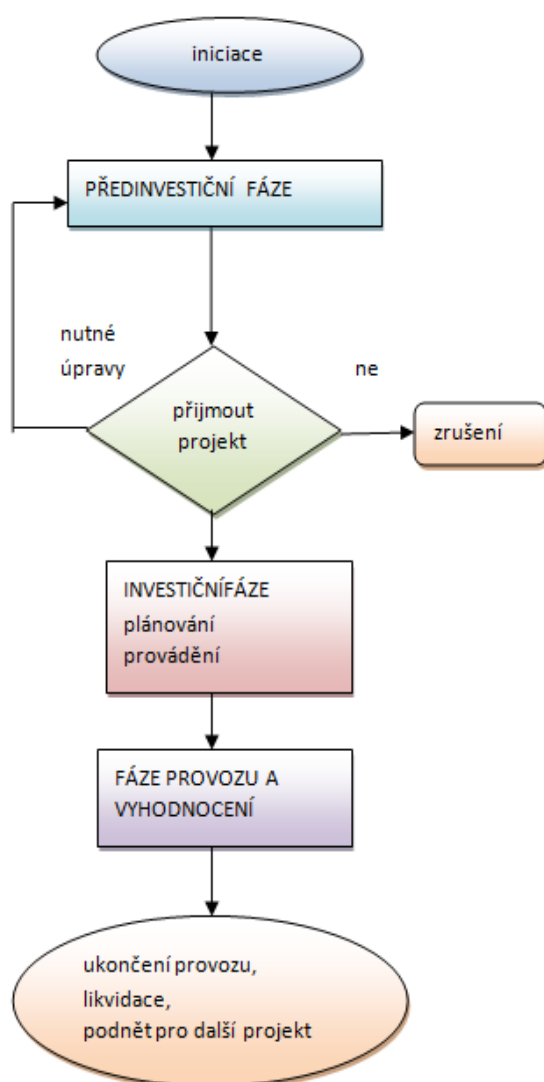 iniciace
PŘEDINVESTIČNÍ FÁZE
nutné
úpravy
ne
přijmout
projekt
zrušení
INVESTIČNÍFÁZE
plánování
provádění
FÁZE PROVOZU A
VYHODNOCENÍ
ukončení provozu,
likvidace,
podnět pro další projekt